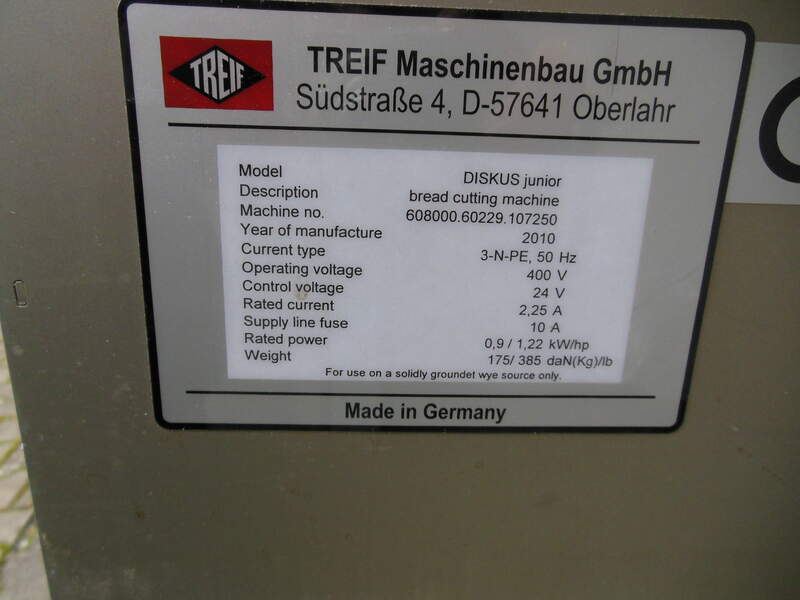 TREIF
TREIF Maschinenbau GmbH
Südstraße 4, D-57641 Oberlahr
Model DISKUS junior
Description bread cutting machine
Machine no. 608000.60229.107250
Year of manufacture 2010
Current type 3-N-PE, 50 Hz
Operating voltage 400 V
Control voltage 24 V
Rated current 2,25 A
Supply line fuse 10 A
Rated power 0,9 / 1,22 kW/hp
Weight 175/ 385 daN(Kg)/lb
For use on a solidly groundet wye source only.
Made in Germany